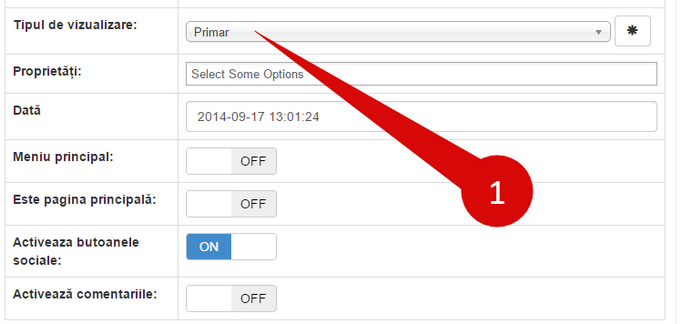 Tipul de vizualizare:
Primar
Proprietăți:
Select Some Options
Dată
2014-09-17 13:01:24
Meniu principal:
OFF
Este pagina principală:
OFF
Activeaza butoanele
sociale:
ON
Activează comentariile:
OFF
1